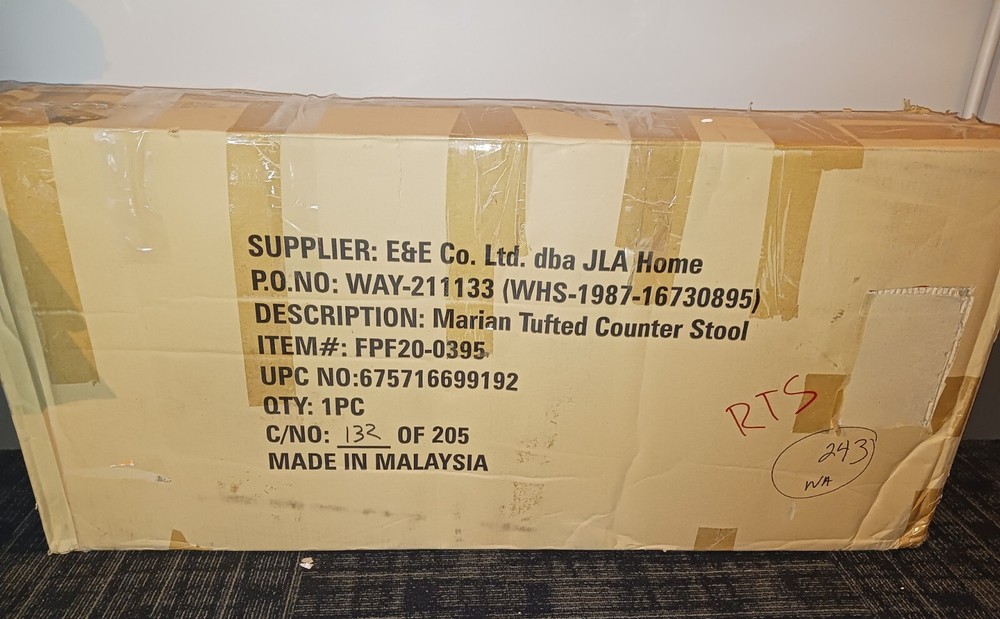 SUPPLIER: E&E Co. Ltd. dba JLA Home
P.O.NO: WAY-211133 (WHS-1987-16730895)
DESCRIPTION: Marian Tufted Counter Stool
ITEM#: FPF20-0395
UPC NO:675716699192
QTY: 1PC
C/NO: 132 OF 205
MADE IN MALAYSIA
RTS
243
WA